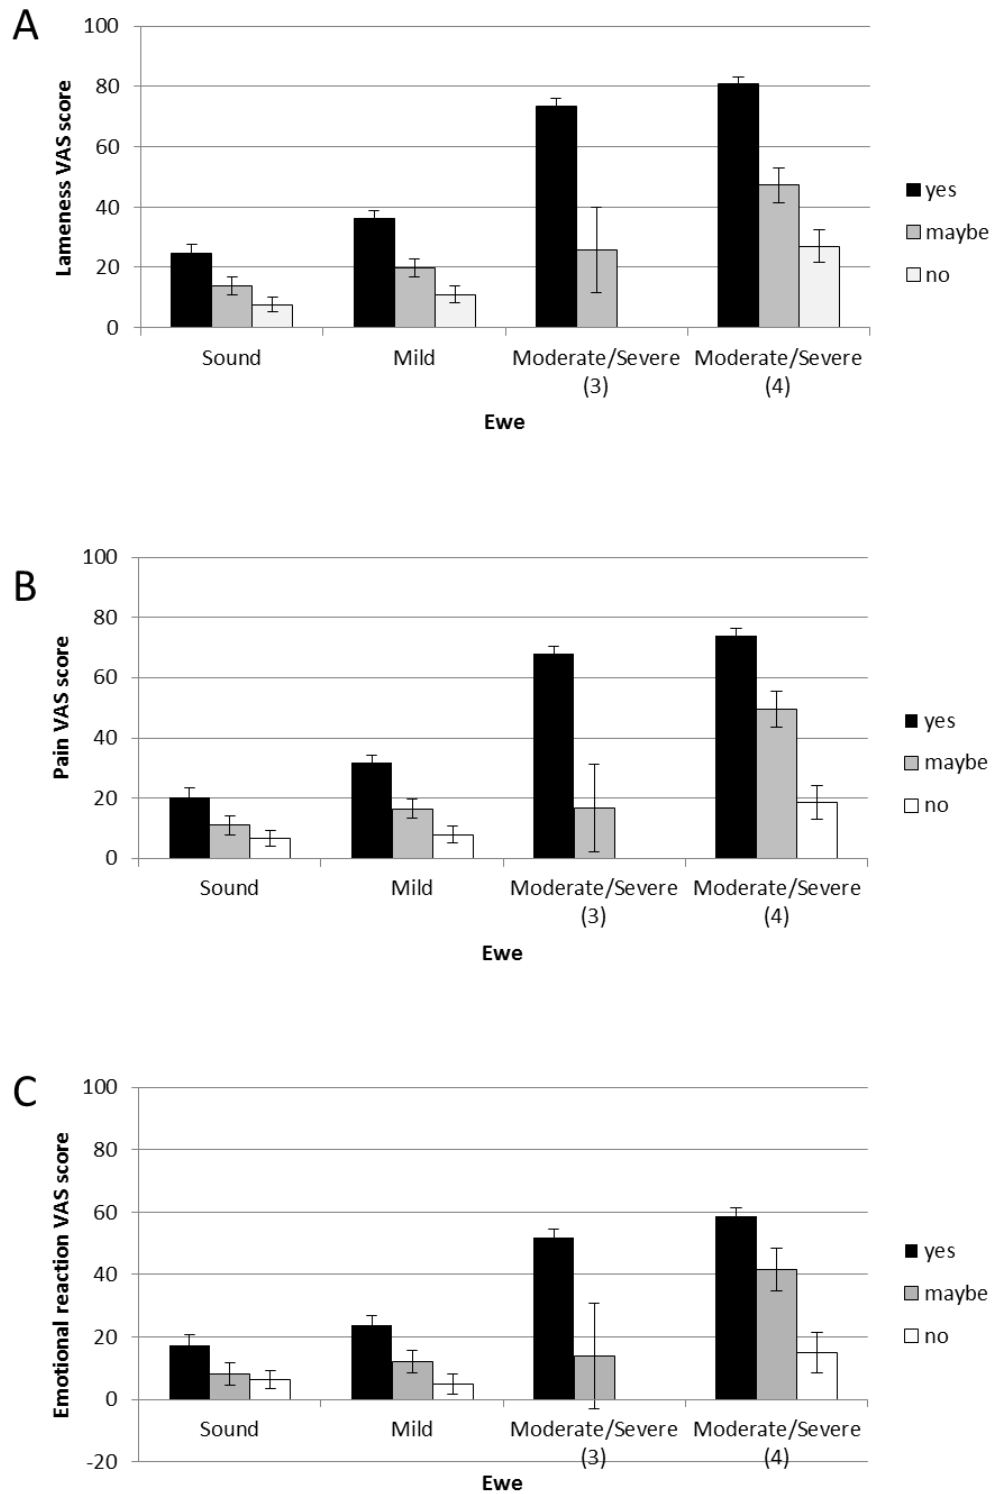 A
Lameness VAS score
100
80
60
40
20
0
Sound
Mild
Moderate/Severe
(3)
Moderate/Severe
(4)
Ewe
yes
maybe
no
B
Pain VAS score
100
80
60
40
20
0
Sound
Mild
Moderate/Severe
(3)
Moderate/Severe
(4)
Ewe
yes
maybe
no
C
Emotional reaction VAS score
100
80
60
40
20
0
-20
Sound
Mild
Moderate/Severe
(3)
Moderate/Severe
(4)
Ewe
yes
maybe
no